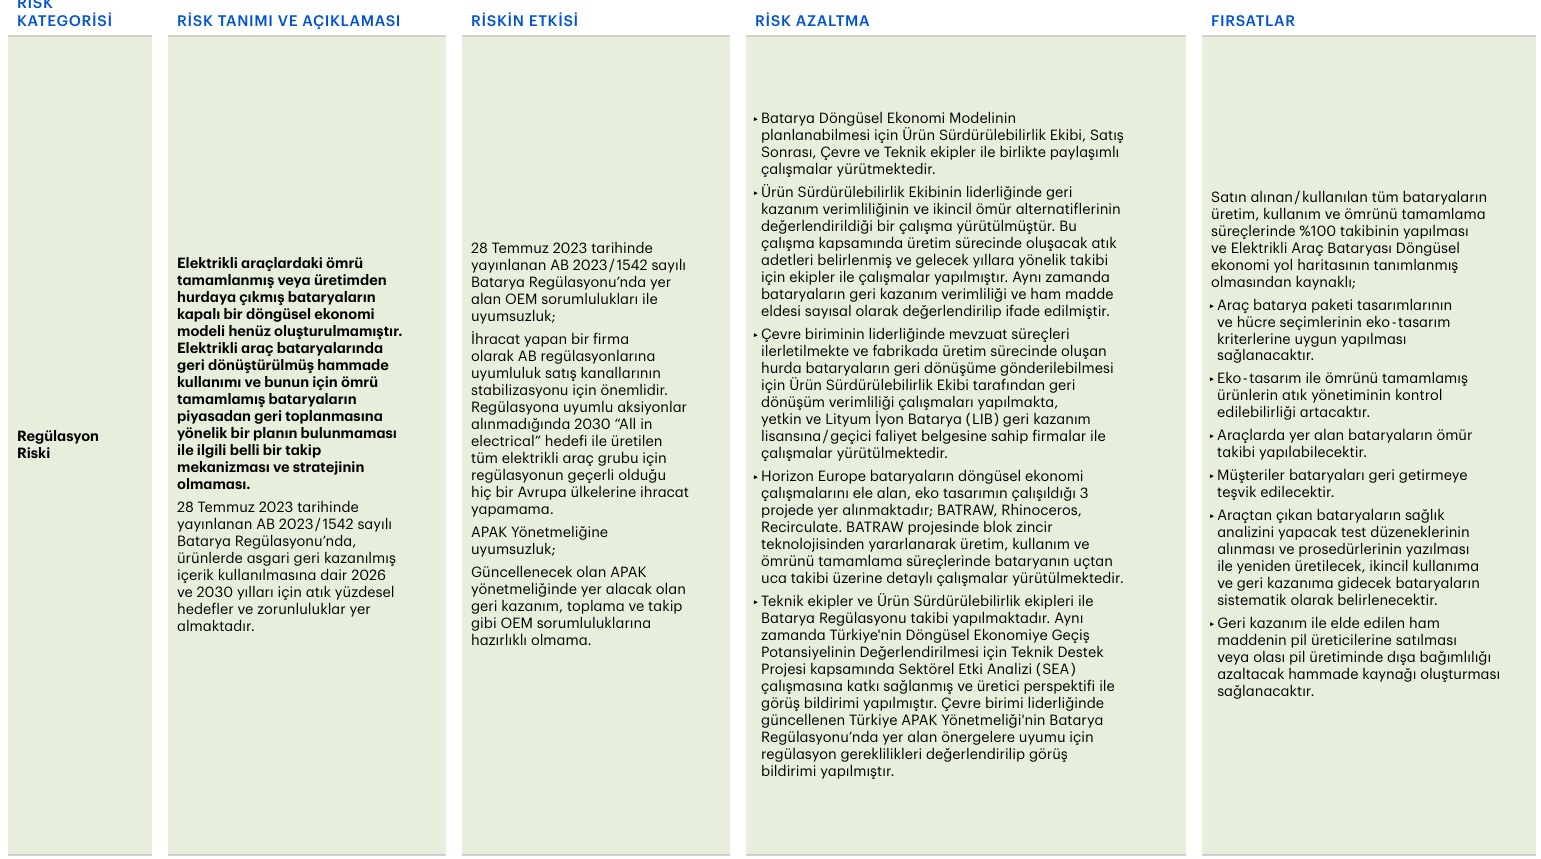 RİSK
KATEGORİSİ
RİSK TANIMI VE AÇIKLAMASI
RİSKİN ETKİSİ
RİSK AZALTMA
FIRSATLAR
Regülasyon
Riski
Elektrikli araçlardaki ömrü
tamamlanmış veya üretimden
hurdaya çıkmış bataryaların
kapalı bir döngüsel ekonomi
modeli henüz oluşturulmamıştır.
Elektrikli araç bataryalarında
geri dönüştürülmüş hammade
kullanımı ve bunun için ömrü
tamamlamış bataryaların
piyasadan geri toplanmasına
yönelik bir planın bulunmaması
ile ilgili belli bir takip
mekanizması ve stratejinin
olmaması.
28 Temmuz 2023 tarihinde
yayınlanan AB 2023/1542 sayılı
Batarya Regülasyonu’nda,
ürünlerde asgari geri kazanılmış
içerik kullanılmasına dair 2026
ve 2030 yılları için atık yüzdesel
hedefler ve zorunluluklar yer
almaktadır.
28 Temmuz 2023 tarihinde
yayınlanan AB 2023/1542 sayılı
Batarya Regülasyonu’nda yer
alan OEM sorumlulukları ile
uyumsuzluk;
İhracat yapan bir firma
olarak AB regülasyonlarına
uyumluluk satış kanallarının
stabilizasyonu için önemlidir.
Regülasyona uyumlu aksiyonlar
alınmadığında 2030 “All in
electrical” hedefi ile üretilen
tüm elektrikli araç grubu için
regülasyonun geçerli olduğu
hiç bir Avrupa ülkelerine ihracat
yapamama.
APAK Yönetmeliğine
uyumsuzluk;
Güncellenecek olan APAK
yönetmeliğinde yer alacak olan
geri kazanım, toplama ve takip
gibi OEM sorumluluklarına
hazırlıklı olmama.
‣ Batarya Döngüsel Ekonomi Modelinin
planlanabilmesi için Ürün Sürdürülebilirlik Ekibi, Satış
Sonrası, Çevre ve Teknik ekipler ile birlikte paylaşımlı
çalışmalar yürütmektedir.
‣ Ürün Sürdürülebilirlik Ekibinin liderliğinde geri
kazanım verimliliğinin ve ikincil ömür alternatiflerinin
değerlendirildiği bir çalışma yürütülmüştür. Bu
çalışma kapsamında üretim sürecinde oluşacak atık
adetleri belirlenmiş ve gelecek yıllara yönelik takibi
için ekipler ile çalışmalar yapılmıştır. Aynı zamanda
bataryaların geri kazanım verimliliği ve ham madde
eldesi sayısal olarak değerlendirilip ifade edilmiştir.
‣ Çevre biriminin liderliğinde mevzuat süreçleri
ilerletilmekte ve fabrikada üretim sürecinde oluşan
hurda bataryaların geri dönüşüme gönderilebilmesi
için Ürün Sürdürülebilirlik Ekibi tarafından geri
dönüşüm verimliliği çalışmaları yapılmakta,
yetkin ve Lityum İyon Batarya (LIB) geri kazanım
lisansına/geçici faliyet belgesine sahip firmalar ile
çalışmalar yürütülmektedir.
‣ Horizon Europe bataryaların döngüsel ekonomi
çalışmalarını ele alan, eko tasarımın çalışıldığı 3
projede yer alınmaktadır; BATRAW, Rhinoceros,
Recirculate. BATRAW projesinde blok zincir
teknolojisinden yararlanarak üretim, kullanım ve
ömrünü tamamlama süreçlerinde bataryanın uçtan
uca takibi üzerine detaylı çalışmalar yürütülmektedir.
‣ Teknik ekipler ve Ürün Sürdürülebilirlik ekipleri ile
Batarya Regülasyonu takibi yapılmaktadır. Aynı
zamanda Türkiye'nin Döngüsel Ekonomiye Geçiş
Potansiyelinin Değerlendirilmesi için Teknik Destek
Projesi kapsamında Sektörel Etki Analizi (SEA)
çalışmasına katkı sağlanmış ve üretici perspektifi ile
görüş bildirimi yapılmıştır. Çevre birimi liderliğinde
güncellenen Türkiye APAK Yönetmeliği'nin Batarya
Regülasyonu’nda yer alan önergelere uyumu için
regülasyon gereklilikleri değerlendirilip görüş
bildirimi yapılmıştır.
Satın alınan/kullanılan tüm bataryaların
üretim, kullanım ve ömrünü tamamlama
süreçlerinde %100 takibinin yapılması
ve Elektrikli Araç Bataryası Döngüsel
ekonomi yol haritasının tanımlanmış
olmasından kaynaklı;
‣ Araç batarya paketi tasarımlarının
ve hücre seçimlerinin eko-tasarım
kriterlerine uygun yapılması
sağlanacaktır.
‣ Eko-tasarım ile ömrünü tamamlamış
ürünlerin atık yönetiminin kontrol
edilebilirliği artacaktır.
‣ Araçlarda yer alan bataryaların ömür
takibi yapılabilecektir.
‣ Müşteriler bataryaları geri getirmeye
teşvik edilecektir.
‣ Araçtan çıkan bataryaların sağlık
analizini yapacak test düzeneklerinin
alınması ve prosedürlerinin yazılması
ile yeniden üretilecek, ikincil kullanıma
ve geri kazanıma gidecek bataryaların
sistematik olarak belirlenecektir.
‣ Geri kazanım ile elde edilen ham
maddenin pil üreticilerine satılması
veya olası pil üretiminde dışa bağımlılığı
azaltacak hammade kaynağı oluşturması
sağlanacaktır.